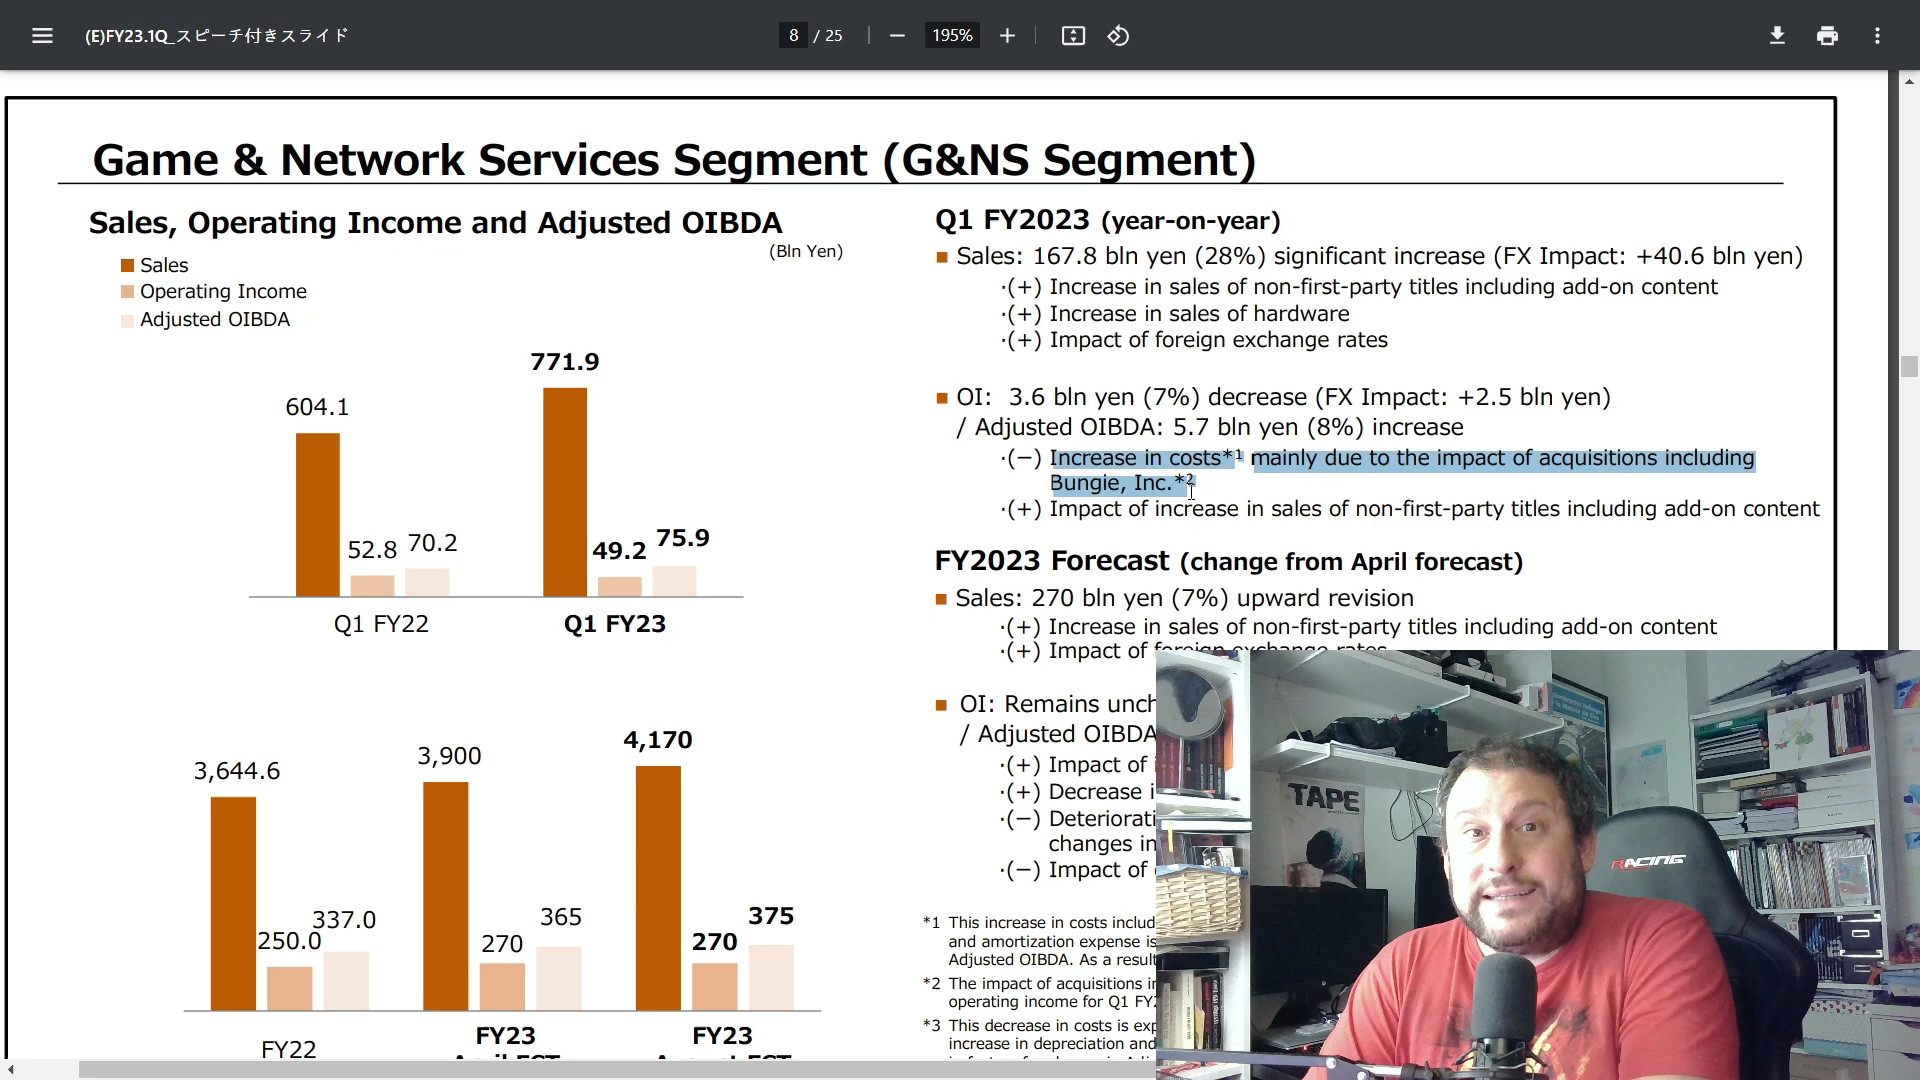 (E)FY23.1Q_スピーチ付きスライド
8 / 25
195%
Game & Network Services Segment (G&NS Segment)
Sales, Operating Income and Adjusted OIBDA
(Bln Yen)
Sales
Operating Income
Adjusted OIBDA
604.1
52.8
70.2
771.9
49.2
75.9
Q1 FY22
Q1 FY23
3,644.6
250.0
337.0
3,900
270
365
4,170
270
375
FY22
FY23
FY23
Q1 FY2023 (year-on-year)
Sales: 167.8 bln yen (28%) significant increase (FX Impact: +40.6 bln yen)
·(+) Increase in sales of non-first-party titles including add-on content
·(+) Increase in sales of hardware
·(+) Impact of foreign exchange rates
OI: 3.6 bln yen (7%) decrease (FX Impact: +2.5 bln yen)
/ Adjusted OIBDA: 5.7 bln yen (8%) increase
·(−) Increase in costs*1 mainly due to the impact of acquisitions including
Bungie, Inc.*2
·(+) Impact of increase in sales of non-first-party titles including add-on content
FY2023 Forecast (change from April forecast)
Sales: 270 bln yen (7%) upward revision
·(+) Increase in sales of non-first-party titles including add-on content
·(+) Impact of foreign exchange rates
OI: Remains unch
/ Adjusted OIBDA
·(+) Impact of
·(+) Decrease i
·(−) Deteriorati
changes in
·(−) Impact of
*1 This increase in costs includ
and amortization expense is
Adjusted OIBDA. As a result
*2 The impact of acquisitions i
operating income for Q1 FY
*3 This decrease in costs is exp
increase in depreciation and
TAPE
RACING